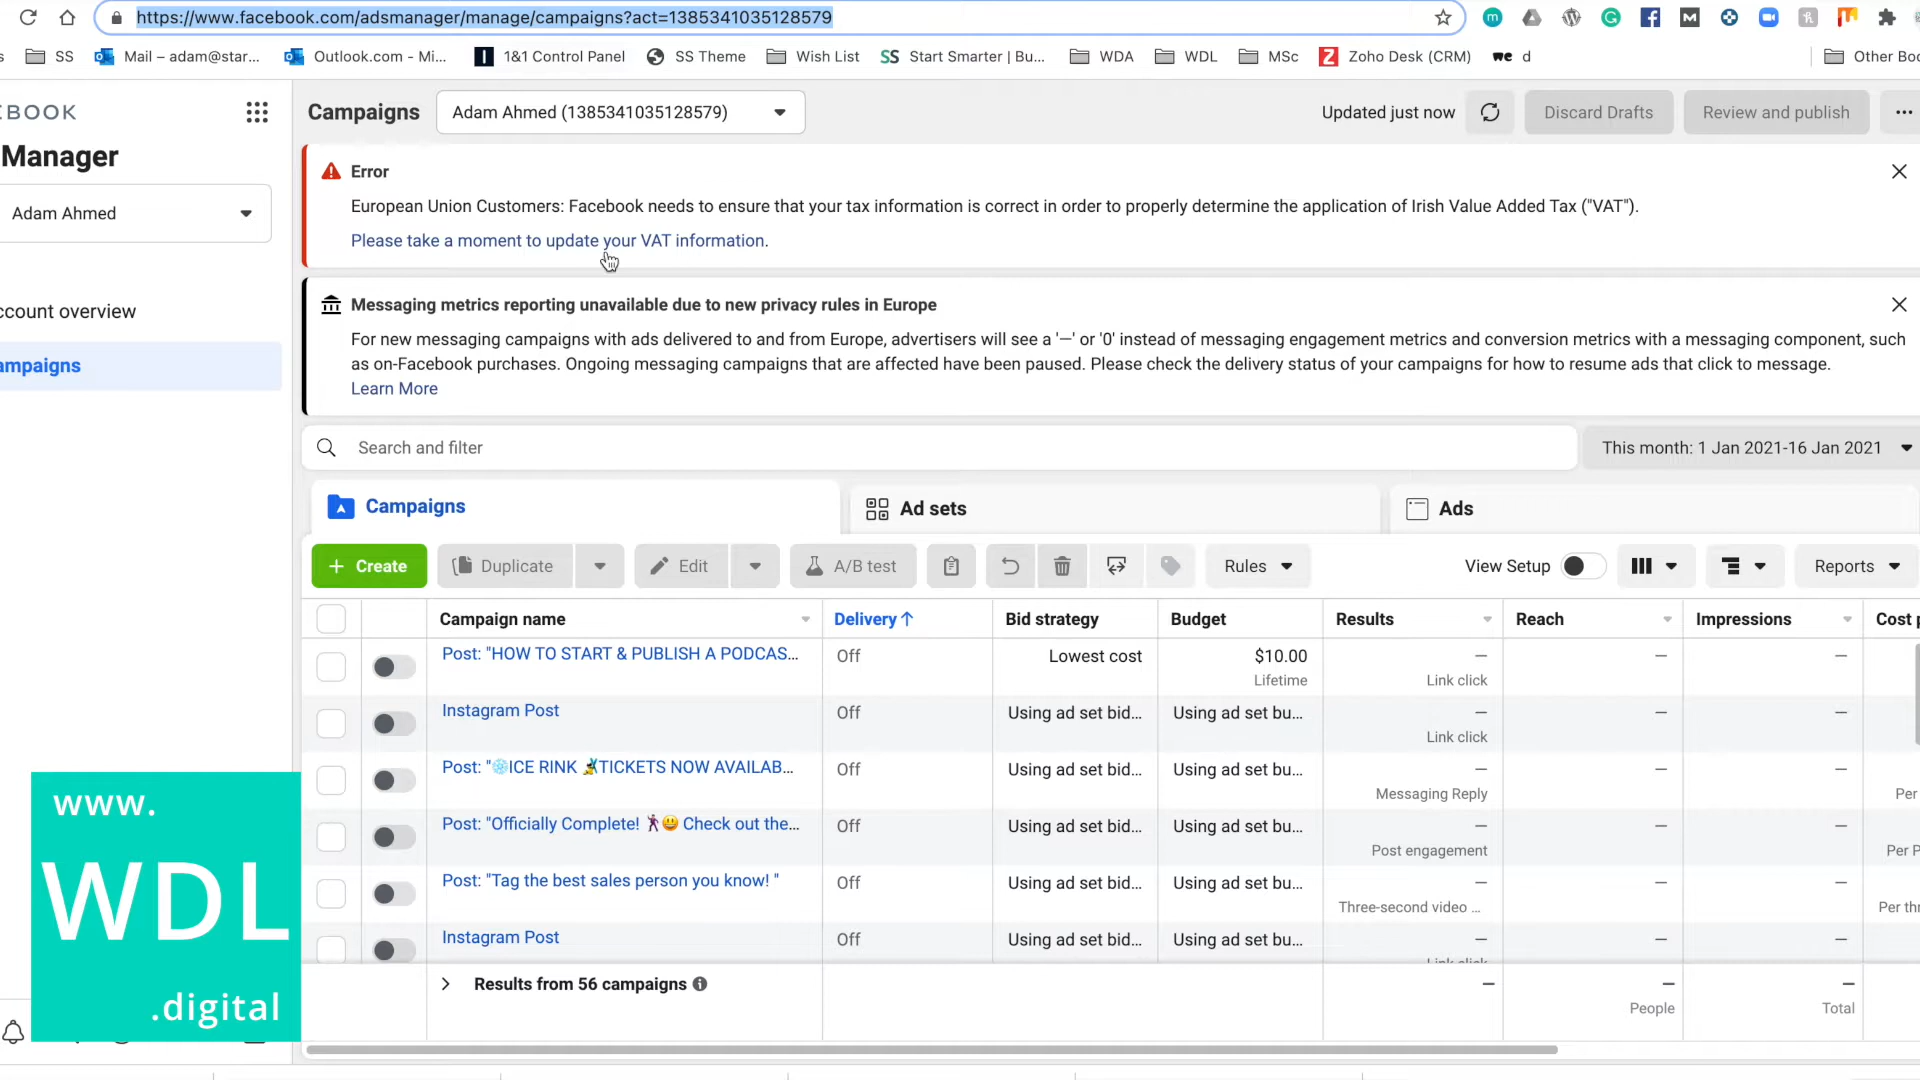 https://www.facebook.com/adsmanager/manage/campaigns?act=1385341035128579
s SS Mail – adam@star... Outlook.com - Mi... 1&1 Control Panel SS Theme Wish List SS Start Smarter | Bu... WDA WDL MSc Zoho Desk (CRM) we d Other Boo
EBOOK
Manager
Adam Ahmed
ccount overview
ampaigns
Campaigns Adam Ahmed (1385341035128579) Updated just now Discard Drafts Review and publish ...
Error
European Union Customers: Facebook needs to ensure that your tax information is correct in order to properly determine the application of Irish Value Added Tax ("VAT").
Please take a moment to update your VAT information.
Messaging metrics reporting unavailable due to new privacy rules in Europe
For new messaging campaigns with ads delivered to and from Europe, advertisers will see a '—' or '0' instead of messaging engagement metrics and conversion metrics with a messaging component, such
as on-Facebook purchases. Ongoing messaging campaigns that are affected have been paused. Please check the delivery status of your campaigns for how to resume ads that click to message.
Learn More
Search and filter This month: 1 Jan 2021-16 Jan 2021
Campaigns Ad sets Ads
+ Create Duplicate Edit A/B test Rules View Setup Reports
Campaign name Delivery ↑ Bid strategy Budget Results Reach Impressions Cost p
Post: "HOW TO START & PUBLISH A PODCAS... Off Lowest cost $10.00 — — —
Lifetime Link click
Instagram Post Off Using ad set bid... Using ad set bu... — — —
Link click
Post: "❄️ICE RINK 🤾TICKETS NOW AVAILAB... Off Using ad set bid... Using ad set bu... — — —
Messaging Reply Per
Post: "Officially Complete! 🕺😃 Check out the... Off Using ad set bid... Using ad set bu... — — —
Post engagement Per P
Post: "Tag the best sales person you know! " Off Using ad set bid... Using ad set bu... — — —
Three-second video ... Per thr
Instagram Post Off Using ad set bid... Using ad set bu... — — —
Link click
Results from 56 campaigns — — —
People Total
www.
WDL
.digital